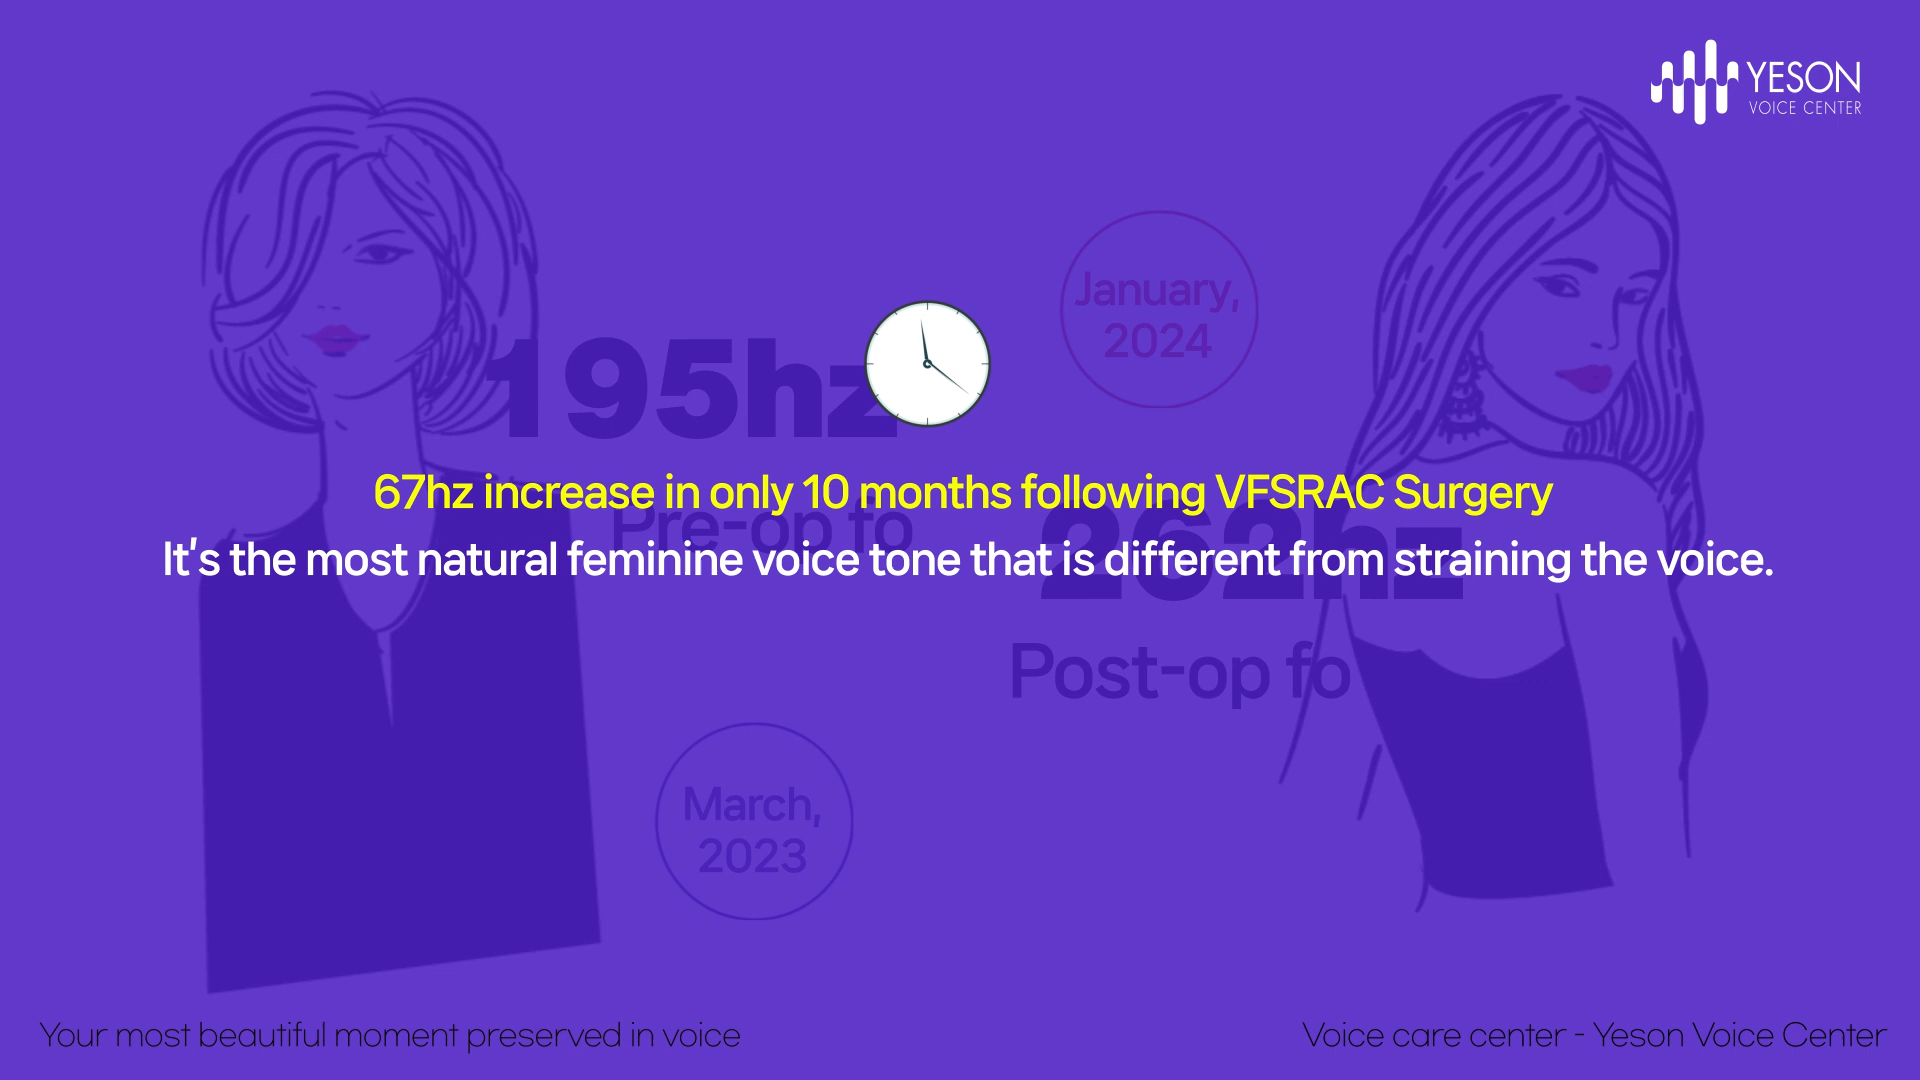 YESON
VOICE CENTER
January,
2024
195hz
67hz increase in only 10 months following VFSRAC Surgery
Pre-op fo
262hz
It's the most natural feminine voice tone that is different from straining the voice.
Post-op fo
March,
2023
Your most beautiful moment preserved in voice
Voice care center - Yeson Voice Center